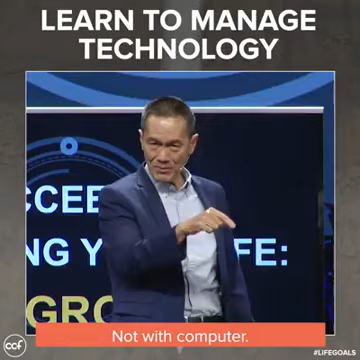 LEARN TO MANAGE
TECHNOLOGY
CCEE
NG Y
FE:
GRO
Not with computer.
ccf
#LIFEGOALS